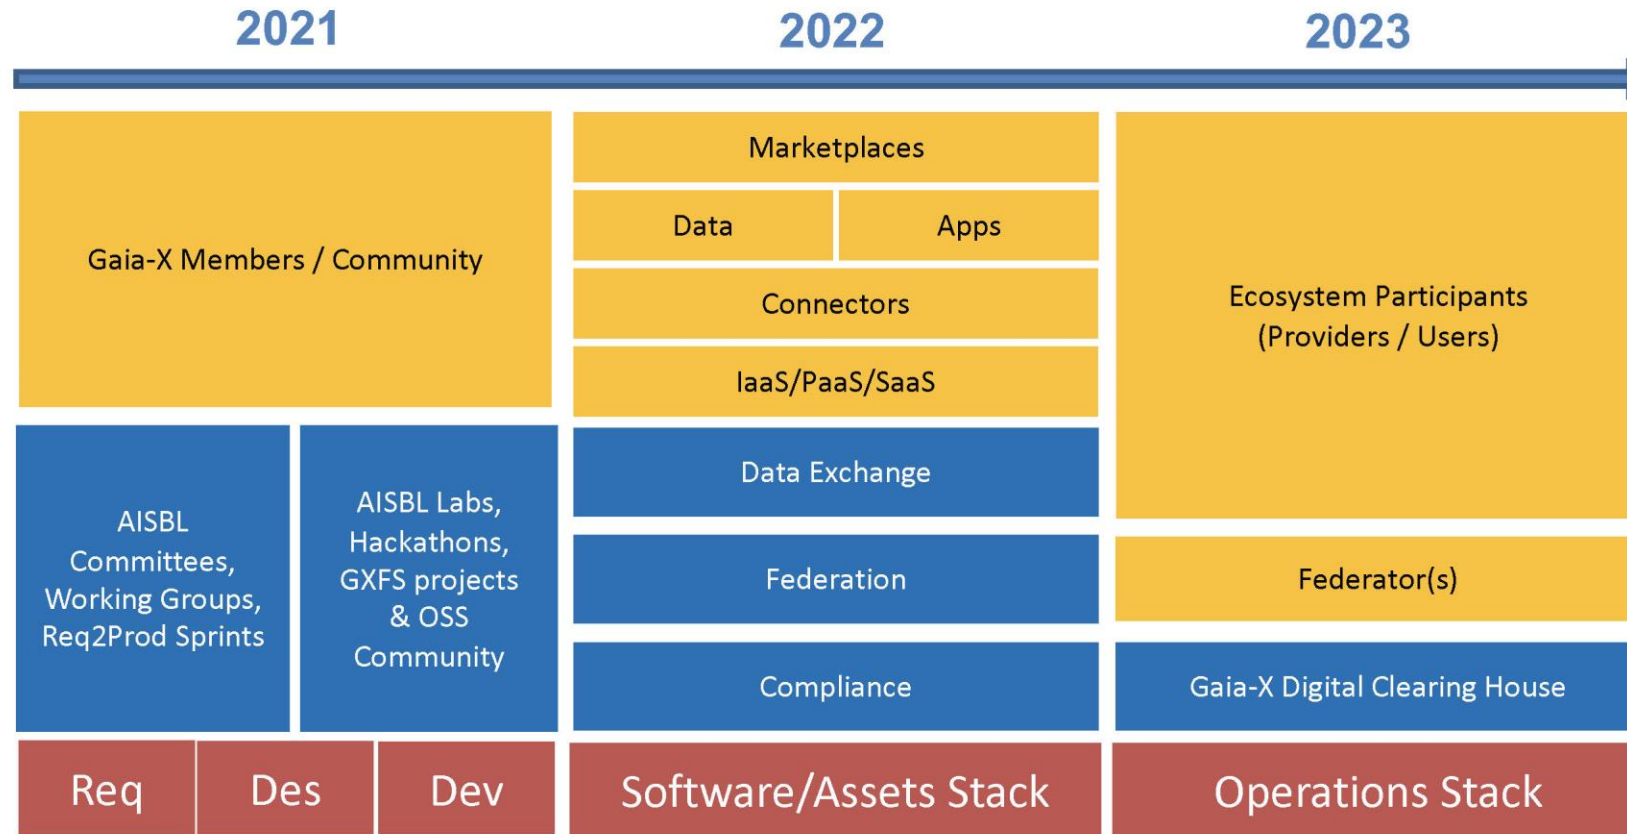 2021
2022
2023
Gaia-X Members / Community
AISBL
Committees,
Working Groups,
Req2Prod Sprints
AISBL Labs,
Hackathons,
GXFS projects
& OSS
Community
Req
Des
Dev
Marketplaces
Data
Apps
Connectors
IaaS/PaaS/SaaS
Data Exchange
Federation
Compliance
Software/Assets Stack
Ecosystem Participants
(Providers / Users)
Federator(s)
Gaia-X Digital Clearing House
Operations Stack